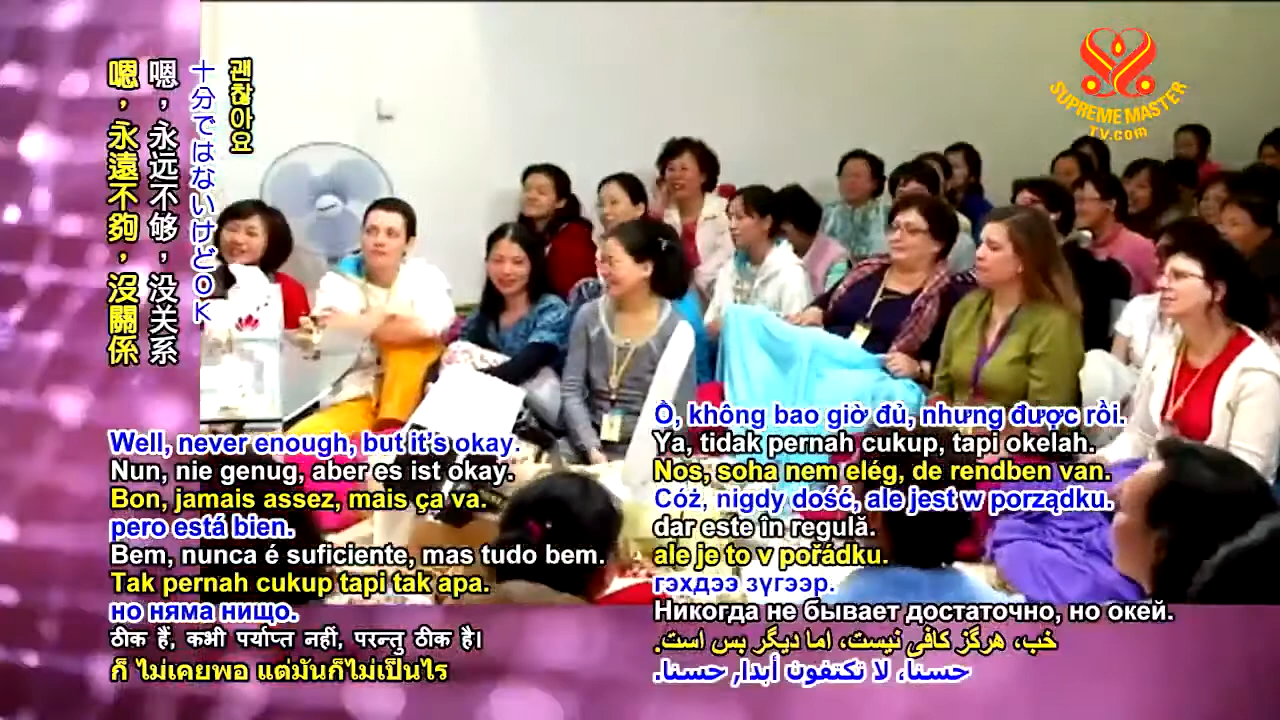 嗯，永遠不夠，沒關係
嗯，永远不够，没关系
十分ではないけどＯＫ
괜찮아요
SUPREME MASTER
TV.com
Well, never enough, but it's okay.
Nun, nie genug, aber es ist okay.
Bon, jamais assez, mais ça va.
pero está bien.
Bem, nunca é suficiente, mas tudo bem.
Tak pernah cukup tapi tak apa.
но няма нищо.
ठीक हैं, कभी पर्याप्त नहीं, परन्तु ठीक है।
ก็ ไม่เคยพอ แต่มันก็ไม่เป็นไร
Ồ, không bao giờ đủ, nhưng được rồi.
Ya, tidak pernah cukup, tapi okelah.
Nos, soha nem elég, de rendben van.
Cóż, nigdy dość, ale jest w porządku.
dar este în regulă.
ale je to v pořádku.
гэхдээ зүгээр.
Никогда не бывает достаточно, но окей.
خب، هرگز کافی نیست، اما دیگر بس است.
حسنا، لا تكتفون أبدا, حسنا.